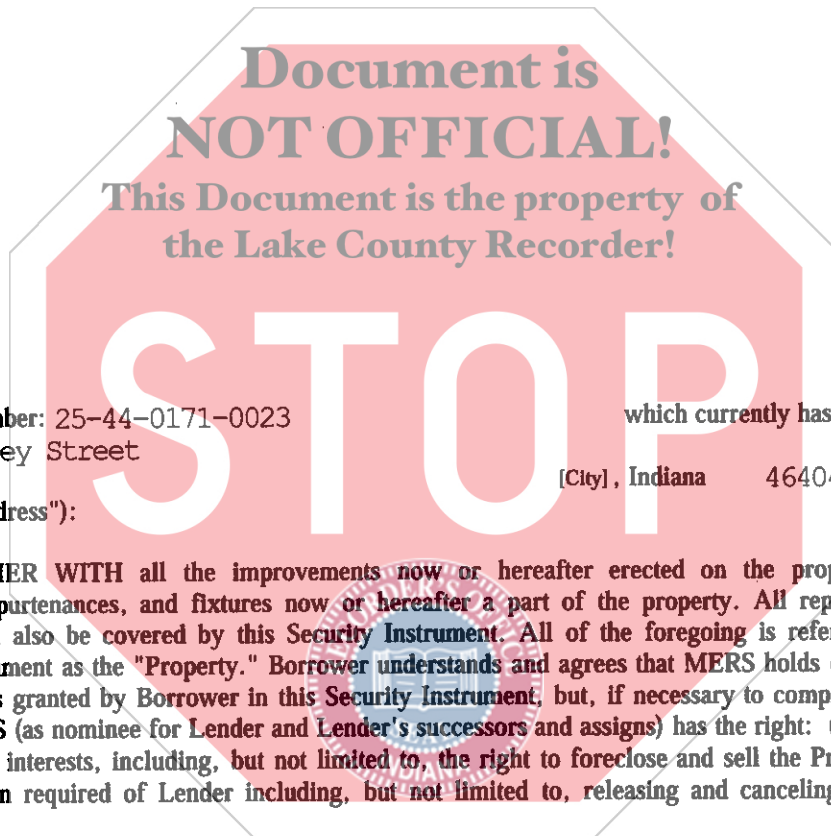 Document is
NOT OFFICIAL!
This Document is the property of
the Lake County Recorder!
STOP
ber: 25-44-0171-0023 which currently has
ey Street
[City] , Indiana 46404
dress"):
ER WITH all the improvements now or hereafter erected on the prop
purtenances, and fixtures now or hereafter a part of the property. All rep
also be covered by this Security Instrument. All of the foregoing is refer
ment as the "Property." Borrower understands and agrees that MERS holds
s granted by Borrower in this Security Instrument, but, if necessary to comp
S (as nominee for Lender and Lender's successors and assigns) has the right:
interests, including, but not limited to, the right to foreclose and sell the Pr
n required of Lender including, but not limited to, releasing and canceling
INDIANA